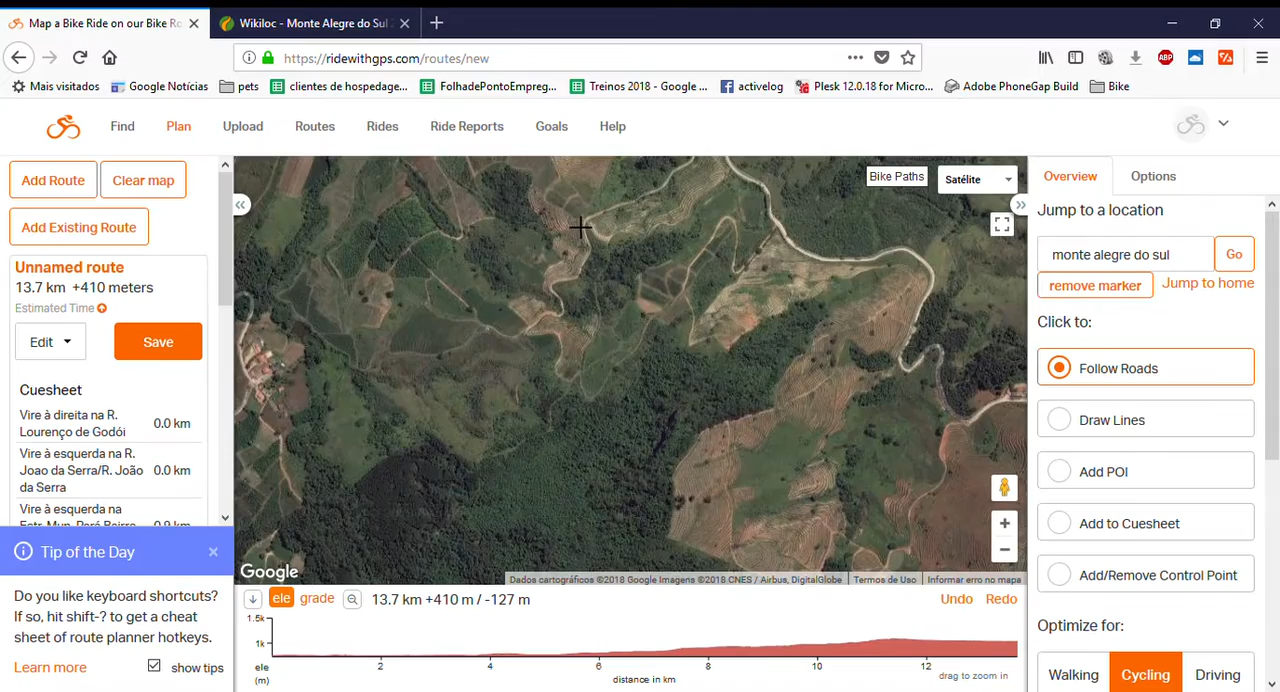 Map a Bike Ride on our Bike Ro
Wikiloc - Monte Alegre do Sul
https://ridewithgps.com/routes/new
Mais visitados
Google Notícias
pets
clientes de hospedage...
FolhadePontoEmpreg...
Treinos 2018 - Google ...
activelog
Plesk 12.0.18 for Micro...
Adobe PhoneGap Build
Bike
ABP
Find
Plan
Upload
Routes
Rides
Ride Reports
Goals
Help
Add Route
Clear map
Add Existing Route
Unnamed route
13.7 km +410 meters
Estimated Time
Edit
Save
Cuesheet
Vire à direita na R.
Lourenço de Godói
0.0 km
Vire à esquerda na R.
Joao da Serra/R. João
da Serra
0.0 km
Vire à esquerda na
Estr. Mun. Pará Bairro
0.9 km
Tip of the Day
Do you like keyboard shortcuts?
If so, hit shift-? to get a cheat
sheet of route planner hotkeys.
Learn more
show tips
Bike Paths
Satélite
Google
Dados cartográficos ©2018 Google Imagens ©2018 CNES / Airbus, DigitalGlobe
Termos de Uso
Informar erro no mapa
ele
grade
13.7 km +410 m / -127 m
Undo
Redo
1.5k
1k
ele
(m)
2
4
6
8
10
12
distance in km
drag to zoom in
Overview
Options
Jump to a location
monte alegre do sul
Go
remove marker
Jump to home
Click to:
Follow Roads
Draw Lines
Add POI
Add to Cuesheet
Add/Remove Control Point
Optimize for:
Walking
Cycling
Driving